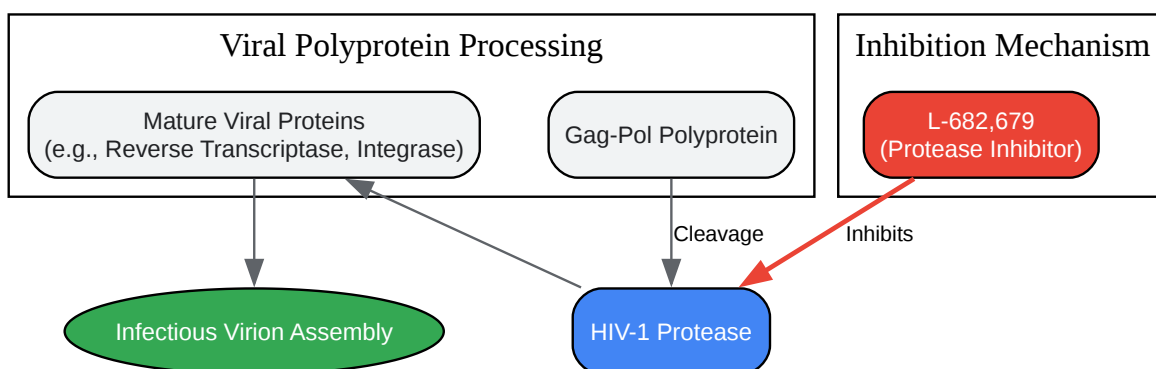 Viral Polyprotein Processing
Inhibition Mechanism
Mature Viral Proteins
(e.g., Reverse Transcriptase, Integrase)
Gag-Pol Polyprotein
L-682,679
(Protease Inhibitor)
Cleavage
Inhibits
Infectious Virion Assembly
HIV-1 Protease